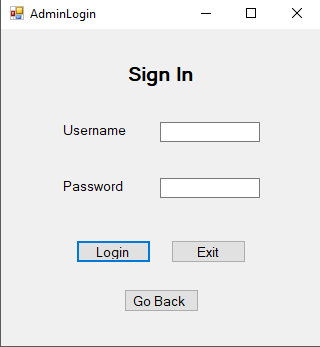 AdminLogin
Sign In
Username
Password
Login Exit
Go Back